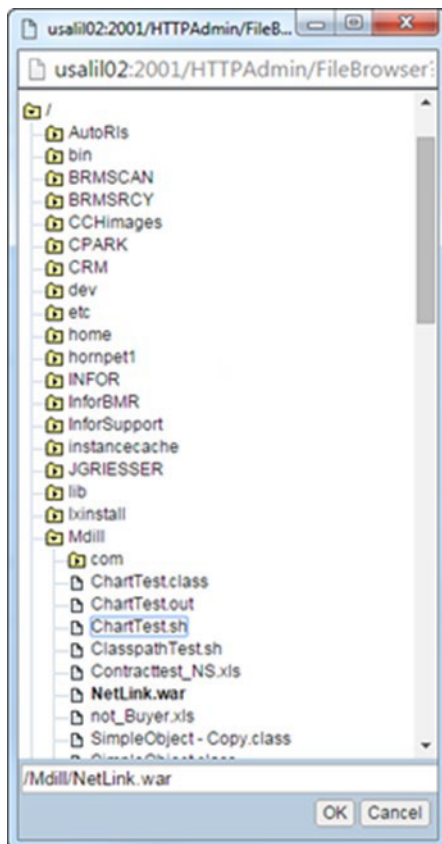 usalil02:2001/HTTPAdmin/FileB...
usalil02:2001/HTTPAdmin/FileBrowser
/
AutoRls
bin
BRMSCAN
BRMSRCY
CCHimages
CPARK
CRM
dev
etc
home
hornpet1
INFOR
InforBMR
InforSupport
instancecache
JGRIESSER
lib
lxinstall
Mdill
com
ChartTest.class
ChartTest.out
ChartTest.sh
ClasspathTest.sh
Contracttest_NS.xls
NetLink.war
not_Buyer.xls
SimpleObject - Copy.class
SimpleObject.class
/Mdill/NetLink.war
OK Cancel